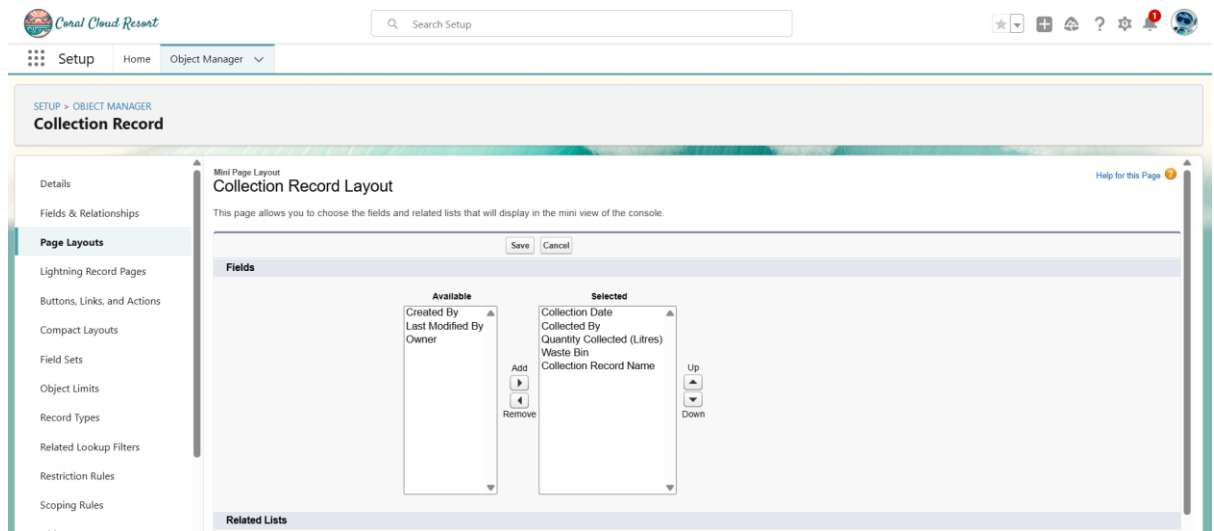 Coral Cloud Resort
Search Setup
1
Setup
Home
Object Manager
SETUP > OBJECT MANAGER
Collection Record
Details
Fields & Relationships
Page Layouts
Lightning Record Pages
Buttons, Links, and Actions
Compact Layouts
Field Sets
Object Limits
Record Types
Related Lookup Filters
Restriction Rules
Scoping Rules
Mini Page Layout
Collection Record Layout
Help for this Page ?
This page allows you to choose the fields and related lists that will display in the mini view of the console.
Save Cancel
Fields
Available
Created By
Last Modified By
Owner
Add
Remove
Selected
Collection Date
Collected By
Quantity Collected (Litres)
Waste Bin
Collection Record Name
Up
Down
Related Lists